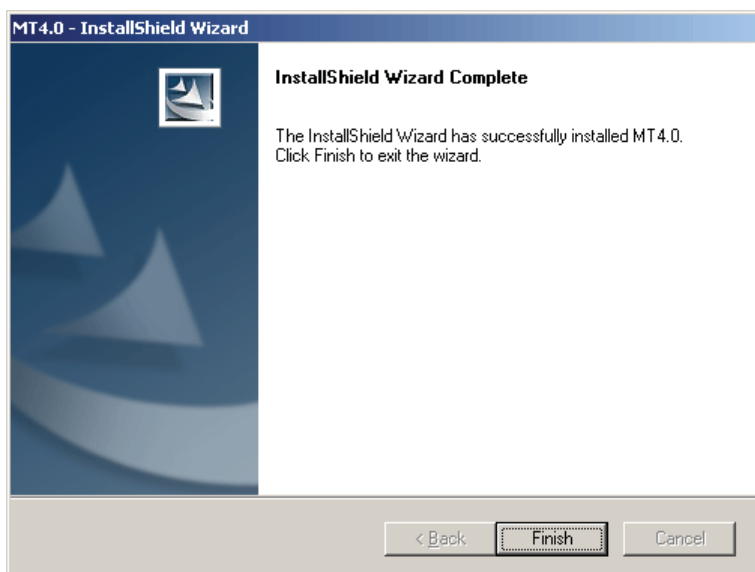 MT4.0 - InstallShield Wizard
InstallShield Wizard Complete
The InstallShield Wizard has successfully installed MT4.0.
Click Finish to exit the wizard.
< Back
Finish
Cancel